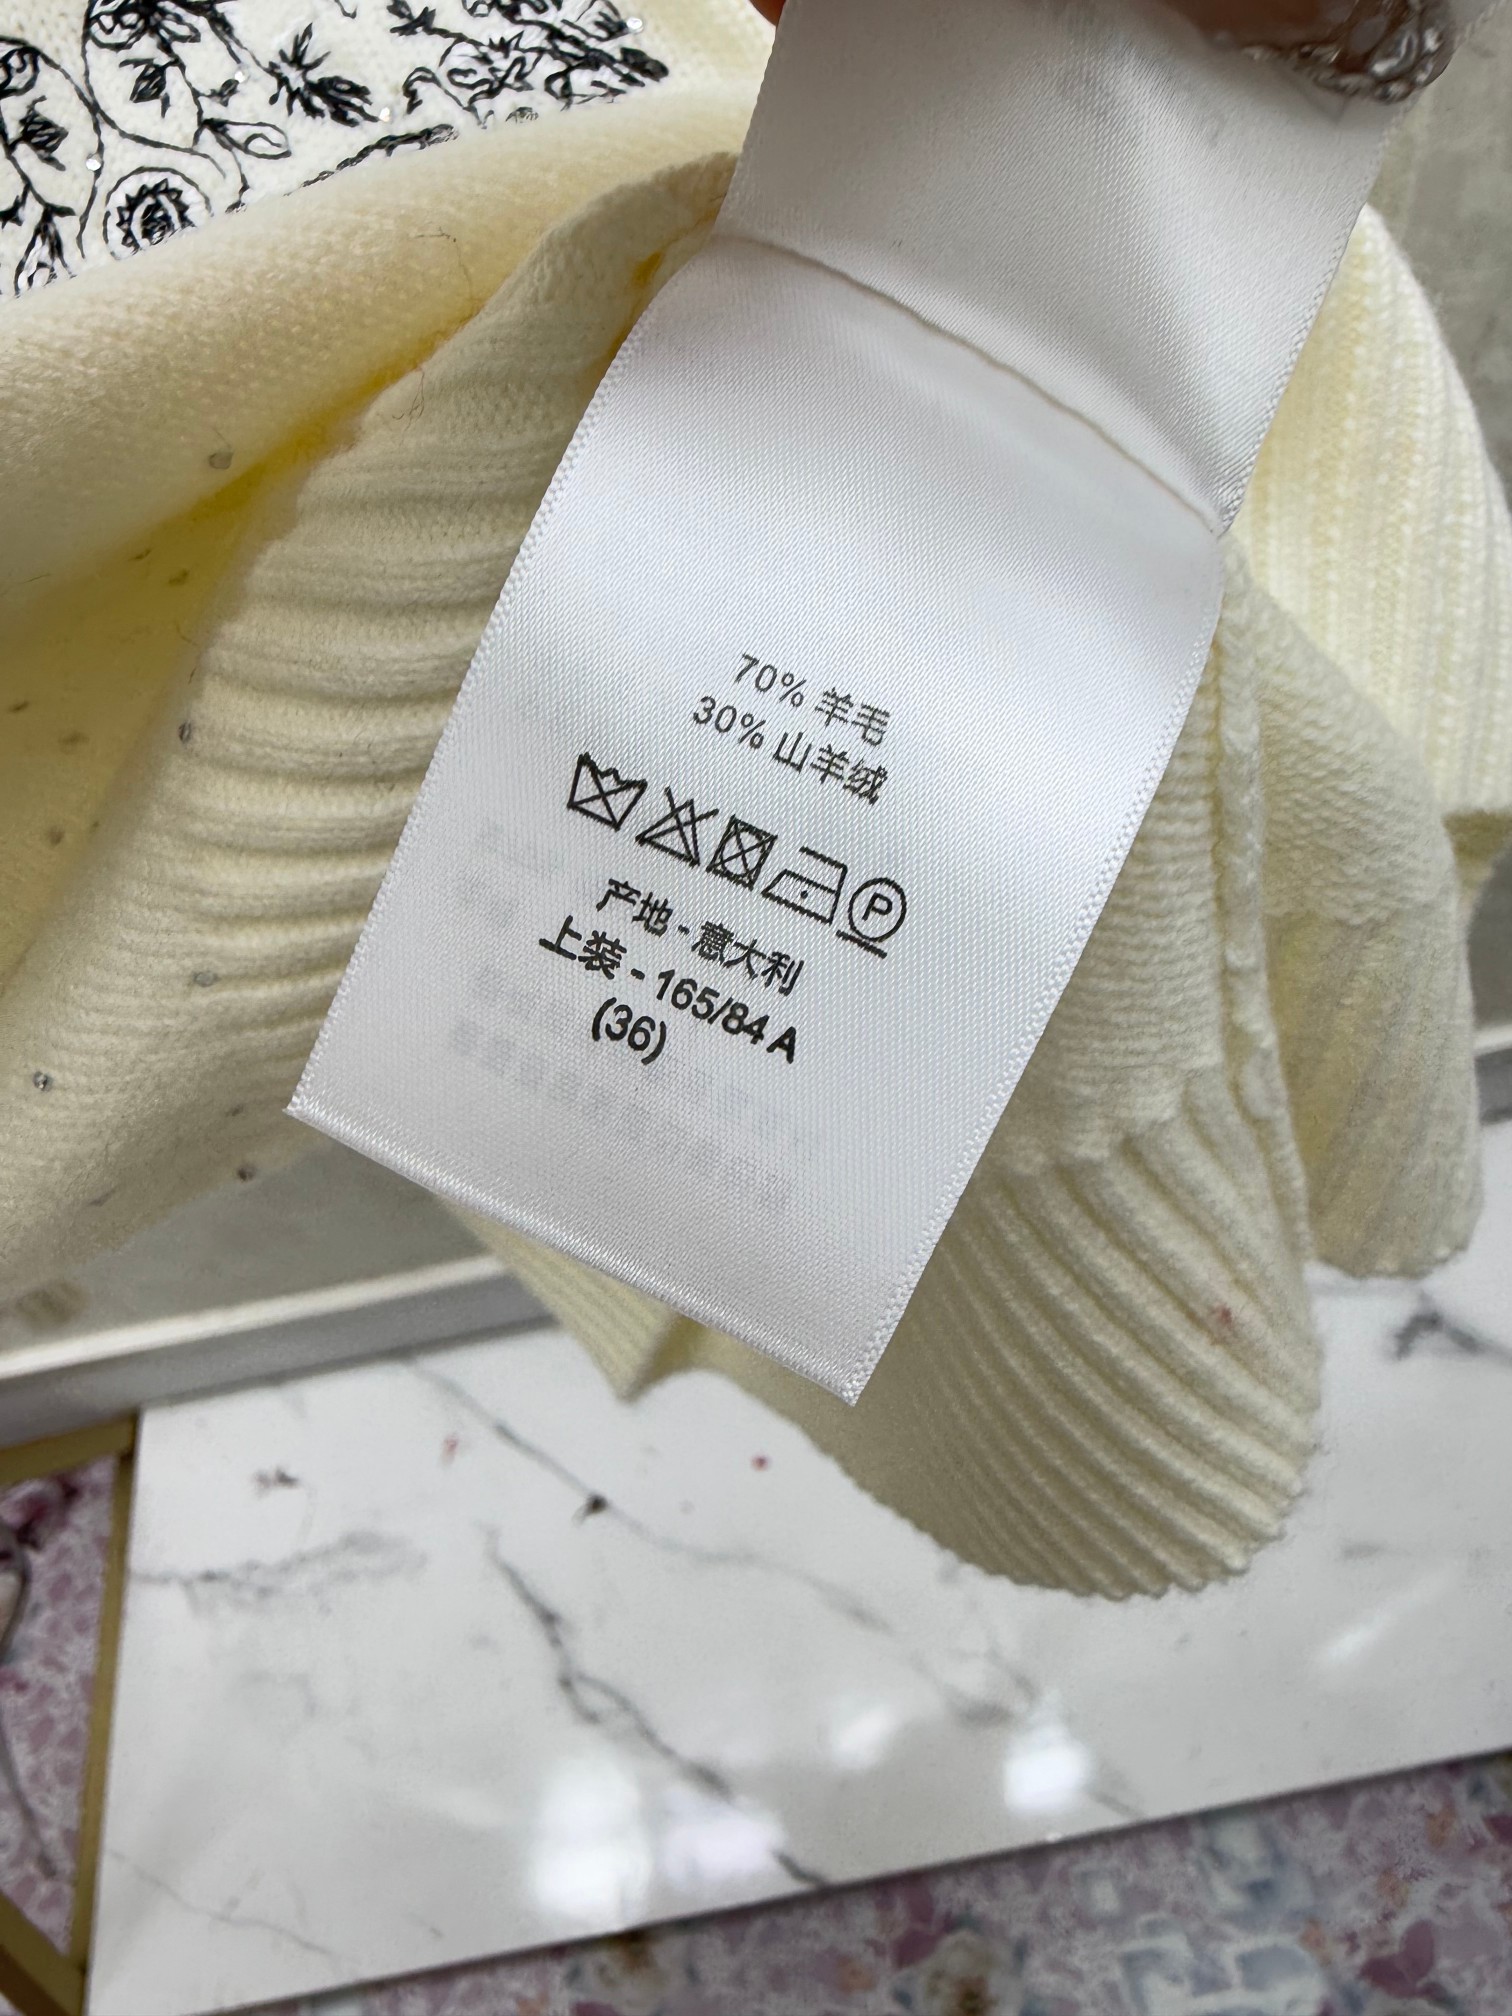 70% 羊毛
30% 山羊绒
P
产地 - 意大利
上装 - 165/84 A
(36)